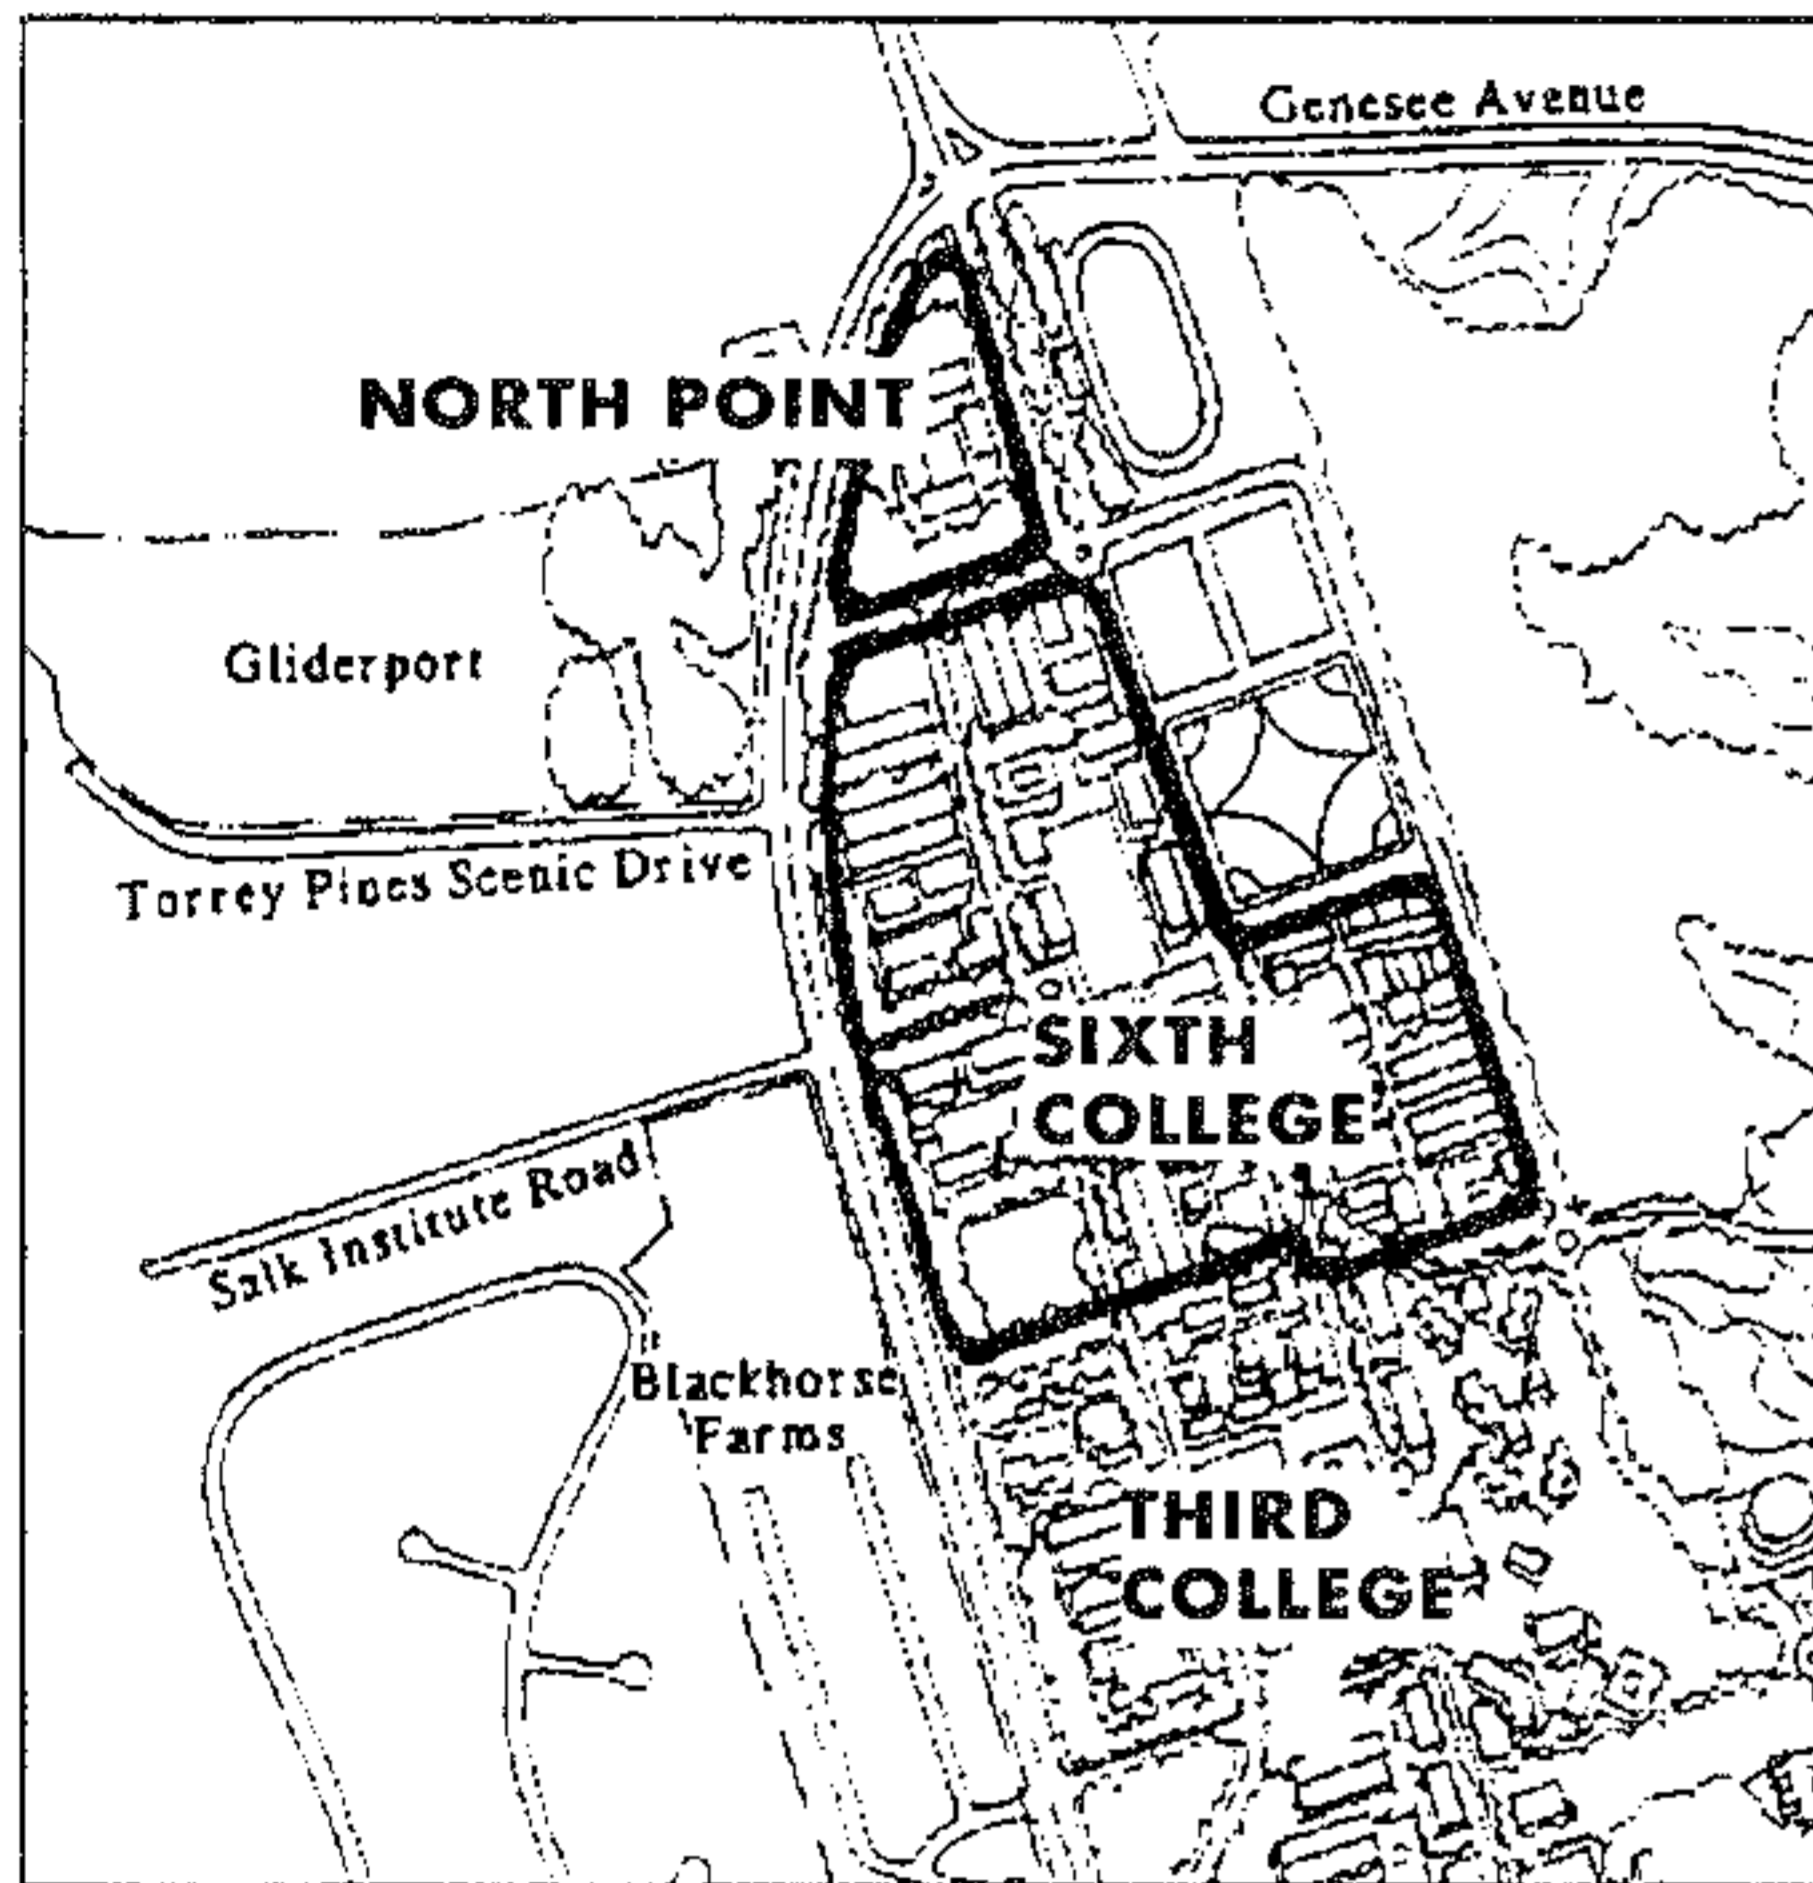 Genesee Avenue
NORTH POINT
Gliderport
Torrey Pines Scenic Drive
SIXTH
COLLEGE
Salk Institute Road
Blackhorse
Farms
THIRD
COLLEGE